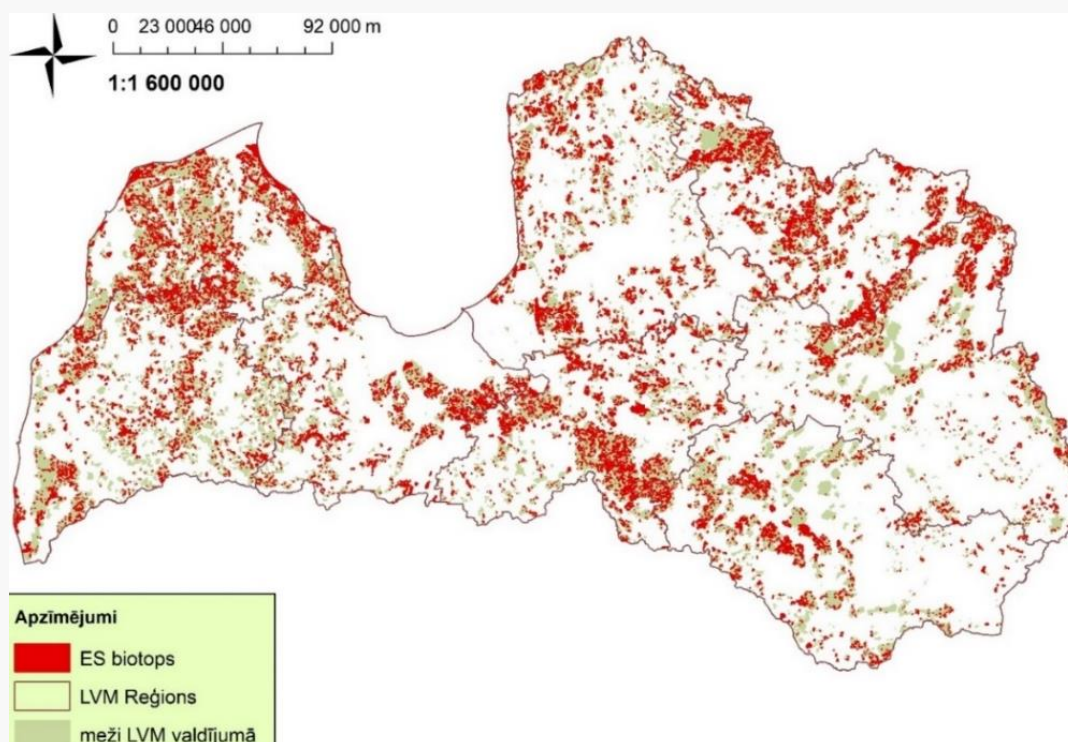 0 23 00046 000 92 000 m
1:1 600 000
Apzīmējumi
ES biotops
LVM Reģions
meži LVM valdījumā